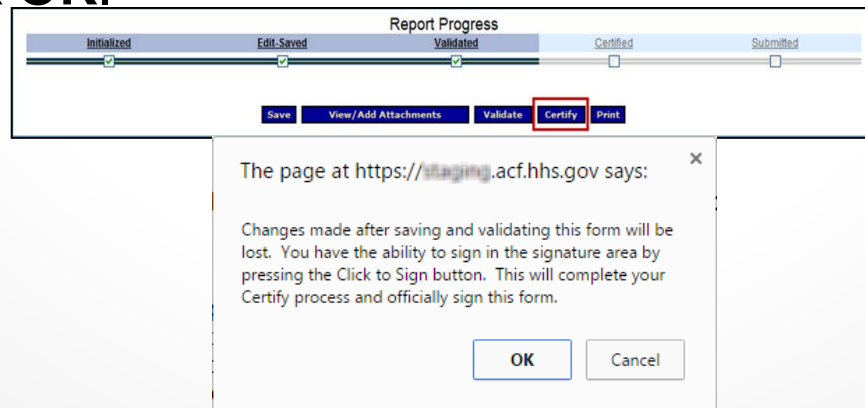 OK.
Report Progress
Initialized Edit-Saved Validated Certified Submitted
Save View/Add Attachments Validate Certify Print
The page at https:// .acf.hhs.gov says:
Changes made after saving and validating this form will be
lost. You have the ability to sign in the signature area by
pressing the Click to Sign button. This will complete your
Certify process and officially sign this form.
OK Cancel